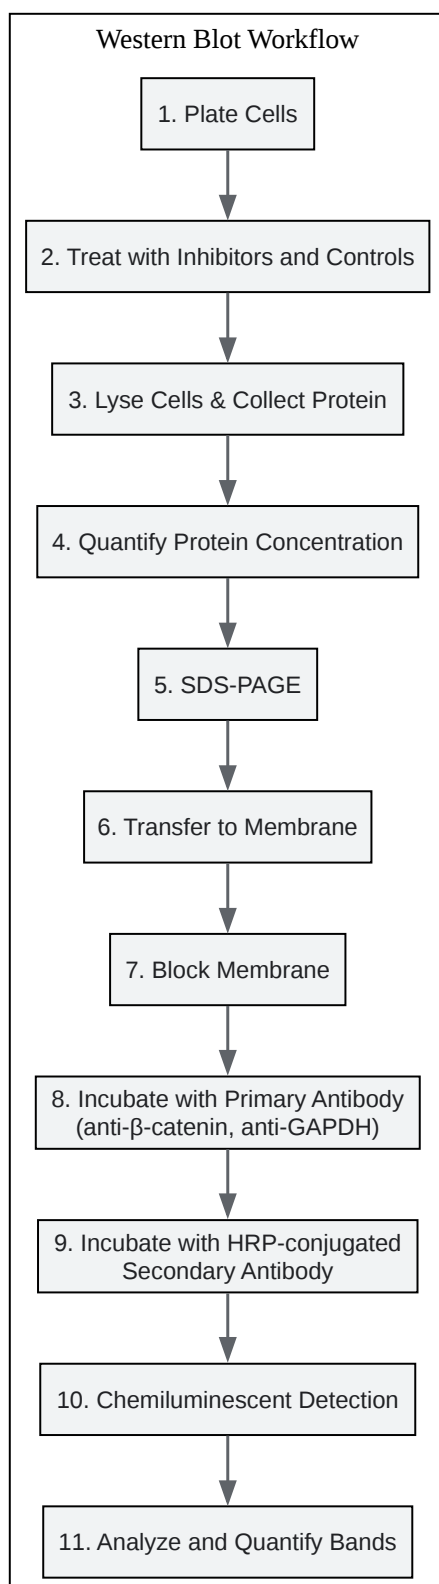 Western Blot Workflow
1. Plate Cells
2. Treat with Inhibitors and Controls
3. Lyse Cells & Collect Protein
4. Quantify Protein Concentration
5. SDS-PAGE
6. Transfer to Membrane
7. Block Membrane
8. Incubate with Primary Antibody
(anti-β-catenin, anti-GAPDH)
9. Incubate with HRP-conjugated
Secondary Antibody
10. Chemiluminescent Detection
11. Analyze and Quantify Bands